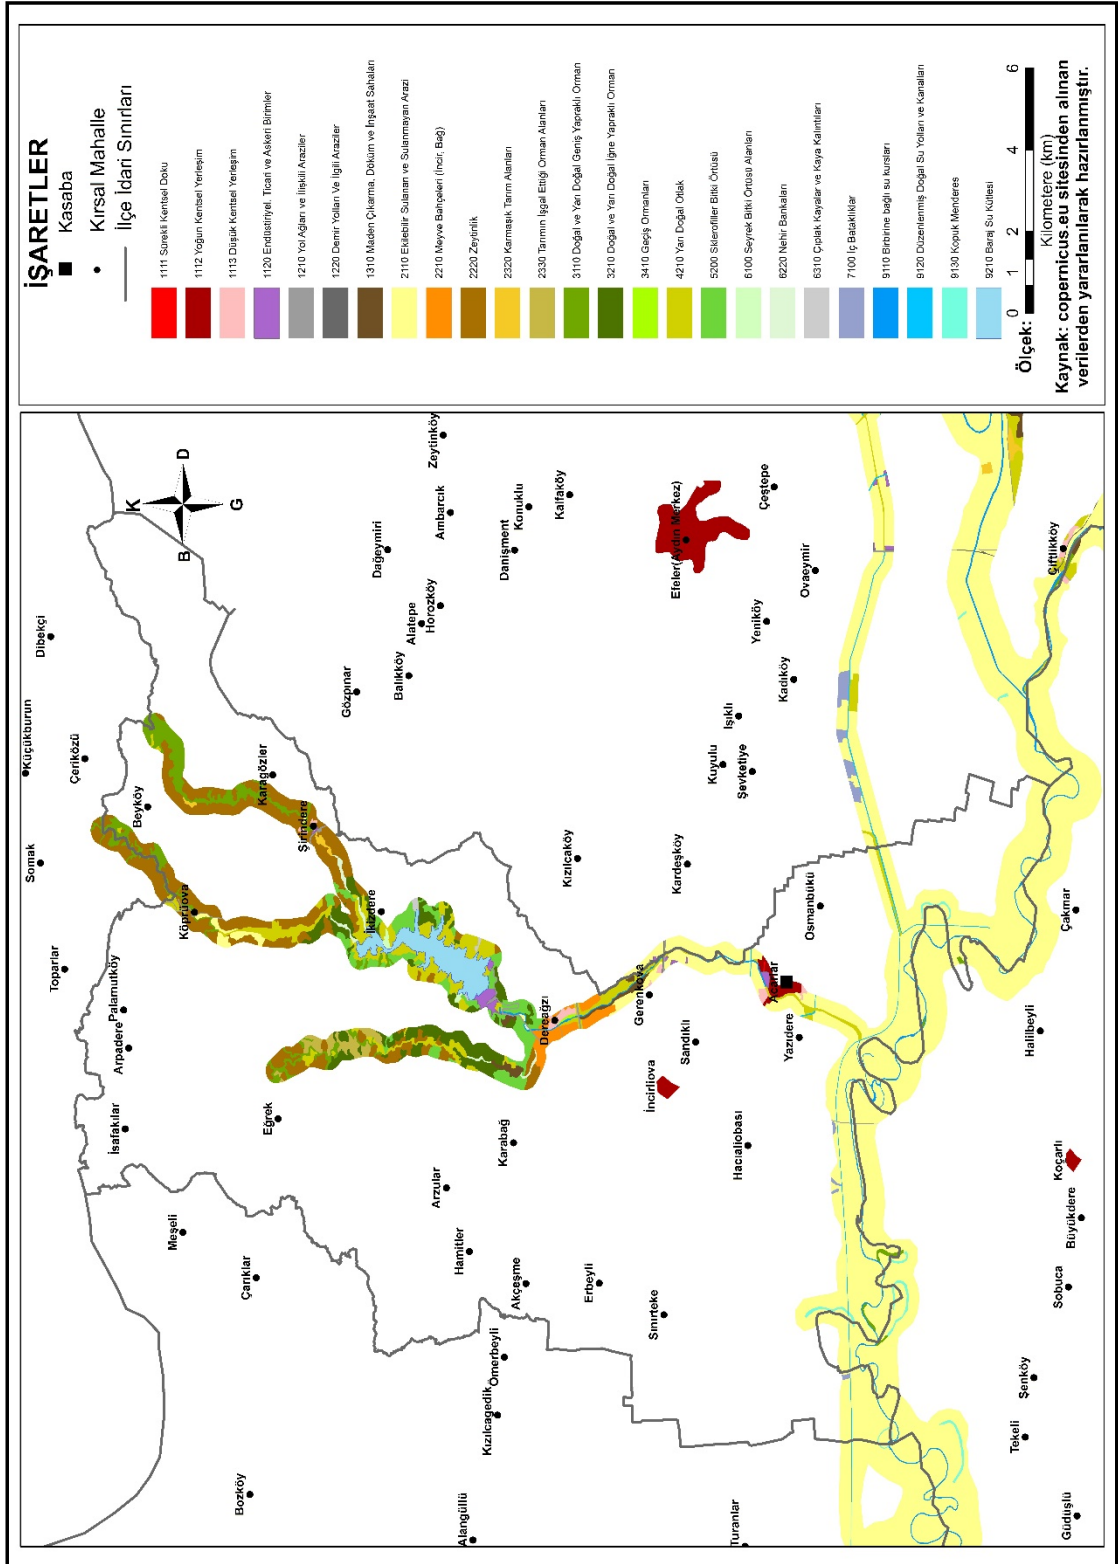 İŞARETLER
Kasaba
Kırsal Mahalle
İlçe İdari Sınırları
1111 Sürekli Kentsel Doku
1112 Yoğun Kentsel Yerleşim
1113 Düşük Kentsel Yerleşim
1120 Endüstriyel, Ticari ve Askeri Birimler
1210 Yol Ağları ve İlişkili Araziler
1220 Demir Yolları Ve İlgili Araziler
1310 Maden Çıkarma, Döküm ve İnşaat Sahaları
2110 Ekilebilir Sulanan ve Sulanmayan Arazi
2210 Meyve Bahçeleri (İncir, Bağ)
2220 Zeytinlik
2320 Karmaşık Tarım Alanları
2330 Tarımın İşgal Ettiği Orman Alanları
3110 Doğal ve Yarı Doğal Geniş Yapraklı Orman
3210 Doğal ve Yarı Doğal İğne Yapraklı Orman
3410 Geçiş Ormanları
4210 Yarı Doğal Otlak
5200 Sklerofiller Bitki Örtüsü
6100 Seyrek Bitki Örtüsü Alanları
6220 Nehir Bankaları
6310 Çıplak Kayalar ve Kaya Kalıntıları
7100 İç Bataklıklar
9110 Birbirine bağlı su kursları
9120 Düzenlenmiş Doğal Su Yolları ve Kanalları
9130 Kopuk Menderes
9210 Baraj Su Kütlesi
Ölçek:
0 1 2 4 6
Kilometere (km)
Kaynak: copernicus.eu sitesinden alınan
verilerden yararlanılarak hazırlanmıştır.
K
B
D
G
Küçükburun
Dibekçi
Somak
Toparlar
Çeriközü
Beyköy
Palamutköy
Arpadere
İsafakılar
Meşeli
Köprüova
Karagözler
Çarıklar
Bozköy
Eğrek
Şirindere
Gözpınar
Dağeymiri
İkizdere
Balıkköy
Alatepe
Horozköy
Ambarcık
Zeytinköy
Arzular
Hamitler
Alangüllü
Kızılcagedik
Ömerbeyli
Karabağ
Akçeşme
Danişment
Konuklu
Kalfaköy
Dereağzı
Kızılcaköy
Erbeyli
Gerenkova
Sınırteke
İncirliova
Sandıklı
Kardeşköy
Efeler(Aydın Merkez)
Kuyulu
Işıklı
Şevketiye
Yeniköy
Çeştepe
Turanlar
Hacıaliobası
Acarlar
Yazıdere
Kadıköy
Ovaeymir
Osmanbükü
Tekeli
Şenköy
Halilbeyli
Çakmar
Çiftlikköy
Koçarlı
Sobuca
Büyükdere
Güdüşlü